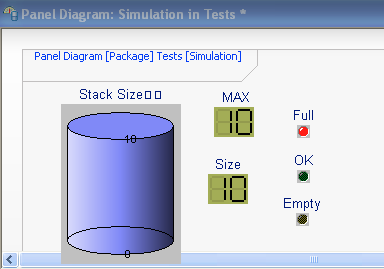 Panel Diagram: Simulation in Tests *
Panel Diagram [Package] Tests [Simulation]
Stack Size□□
10
0
MAX
10
Size
10
Full
OK
Empty